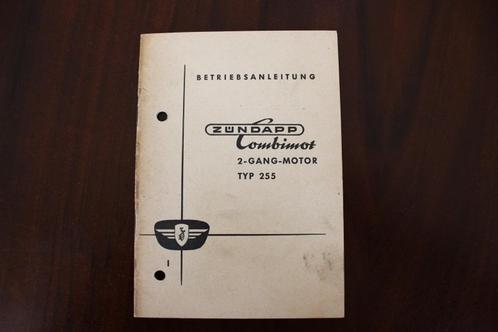 BETRIEBSANLEITUNG
ZÜNDAPP
Combimot
2-GANG-MOTOR
TYP 255